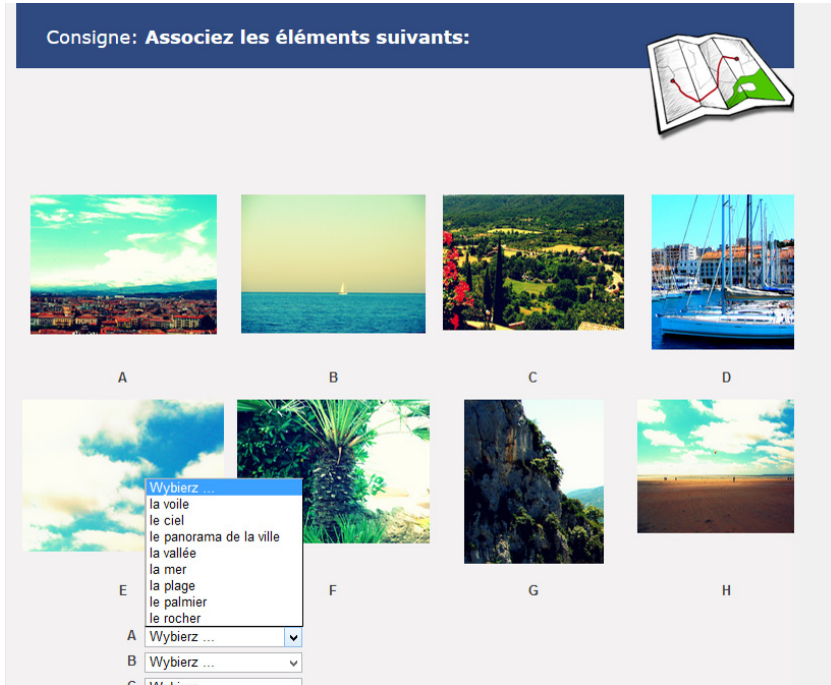 Consigne: Associez les éléments suivants:
A
B
C
D
E
F
G
H
Wybierz ...
la voile
le ciel
le panorama de la ville
la vallée
la mer
la plage
le palmier
le rocher
A Wybierz ...
B Wybierz ...